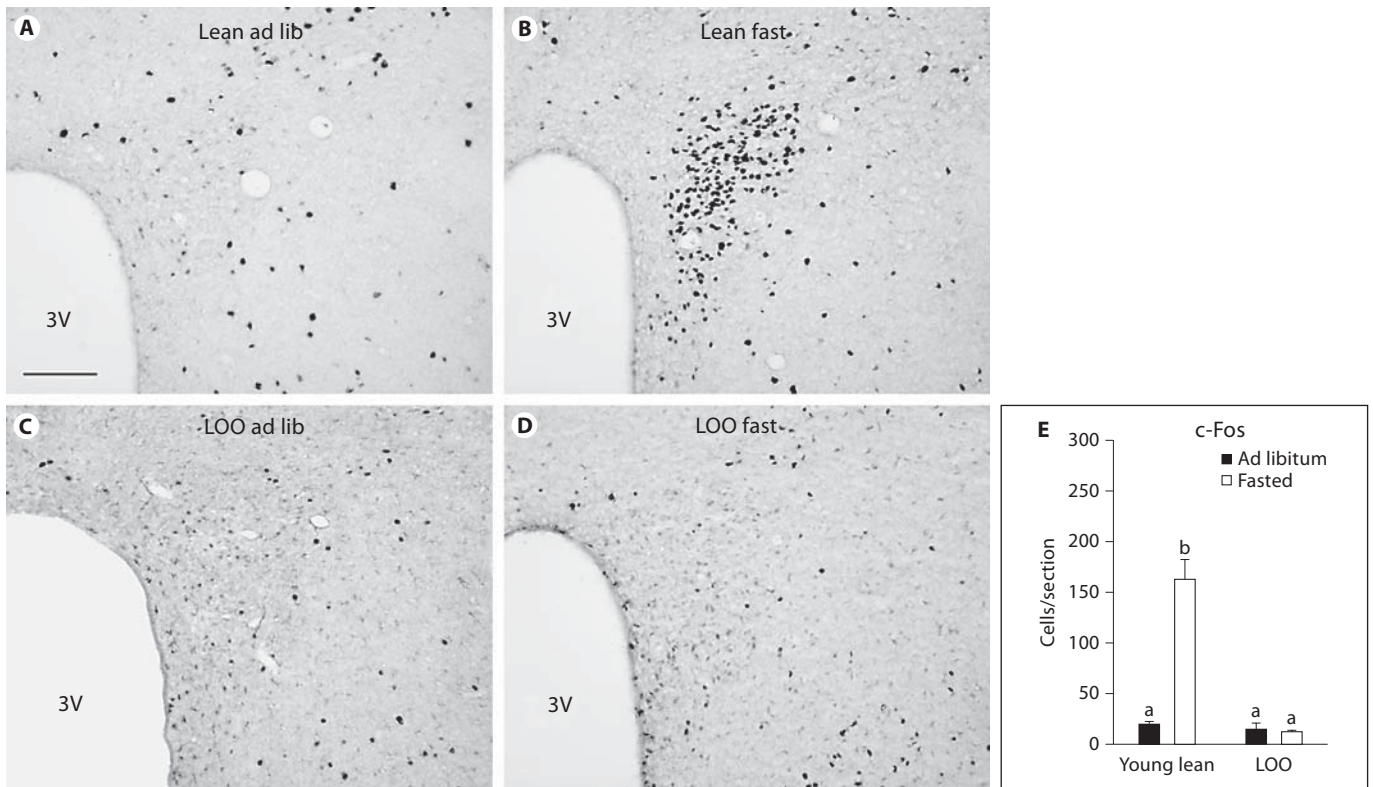 A
Lean ad lib
3V
B
Lean fast
3V
C
LOO ad lib
3V
D
LOO fast
3V
E
c-Fos
Ad libitum
Fasted
Cells/section
300
250
200
150
100
50
0
a
b
a
a
Young lean
LOO